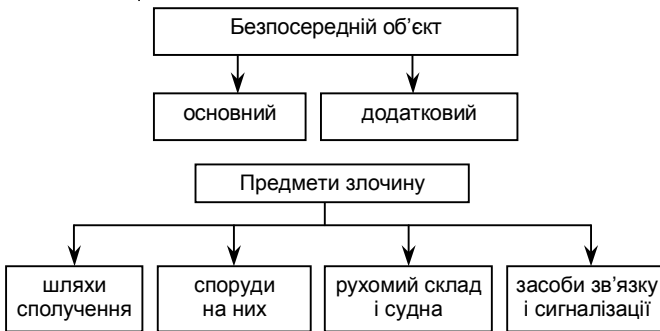 Безпосередній об’єкт
основний
додатковий
Предмети злочину
шляхи
сполучення
споруди
на них
рухомий склад
і судна
засоби зв’язку
і сигналізації